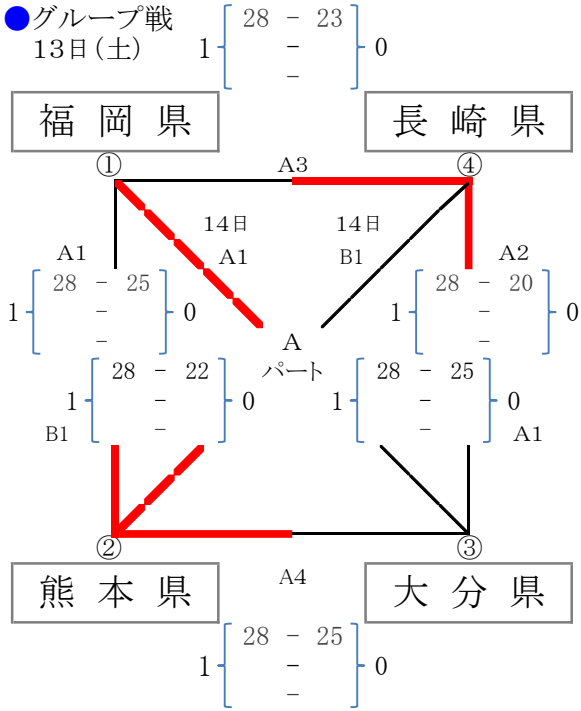 ●グループ戦
13日(土)
1 28 - 23 0
-
-
福岡県
長崎県
① A3 ④
14日 14日
A1 A1 B1 A2
28 - 25 28 - 20
1 - 0 1 - 0
- -
A
パート
28 - 22 28 - 25
1 - 0 1 - 0
- -
B1 A1
② ③
熊本県 A4 大分県
28 - 25
1 - 0
-